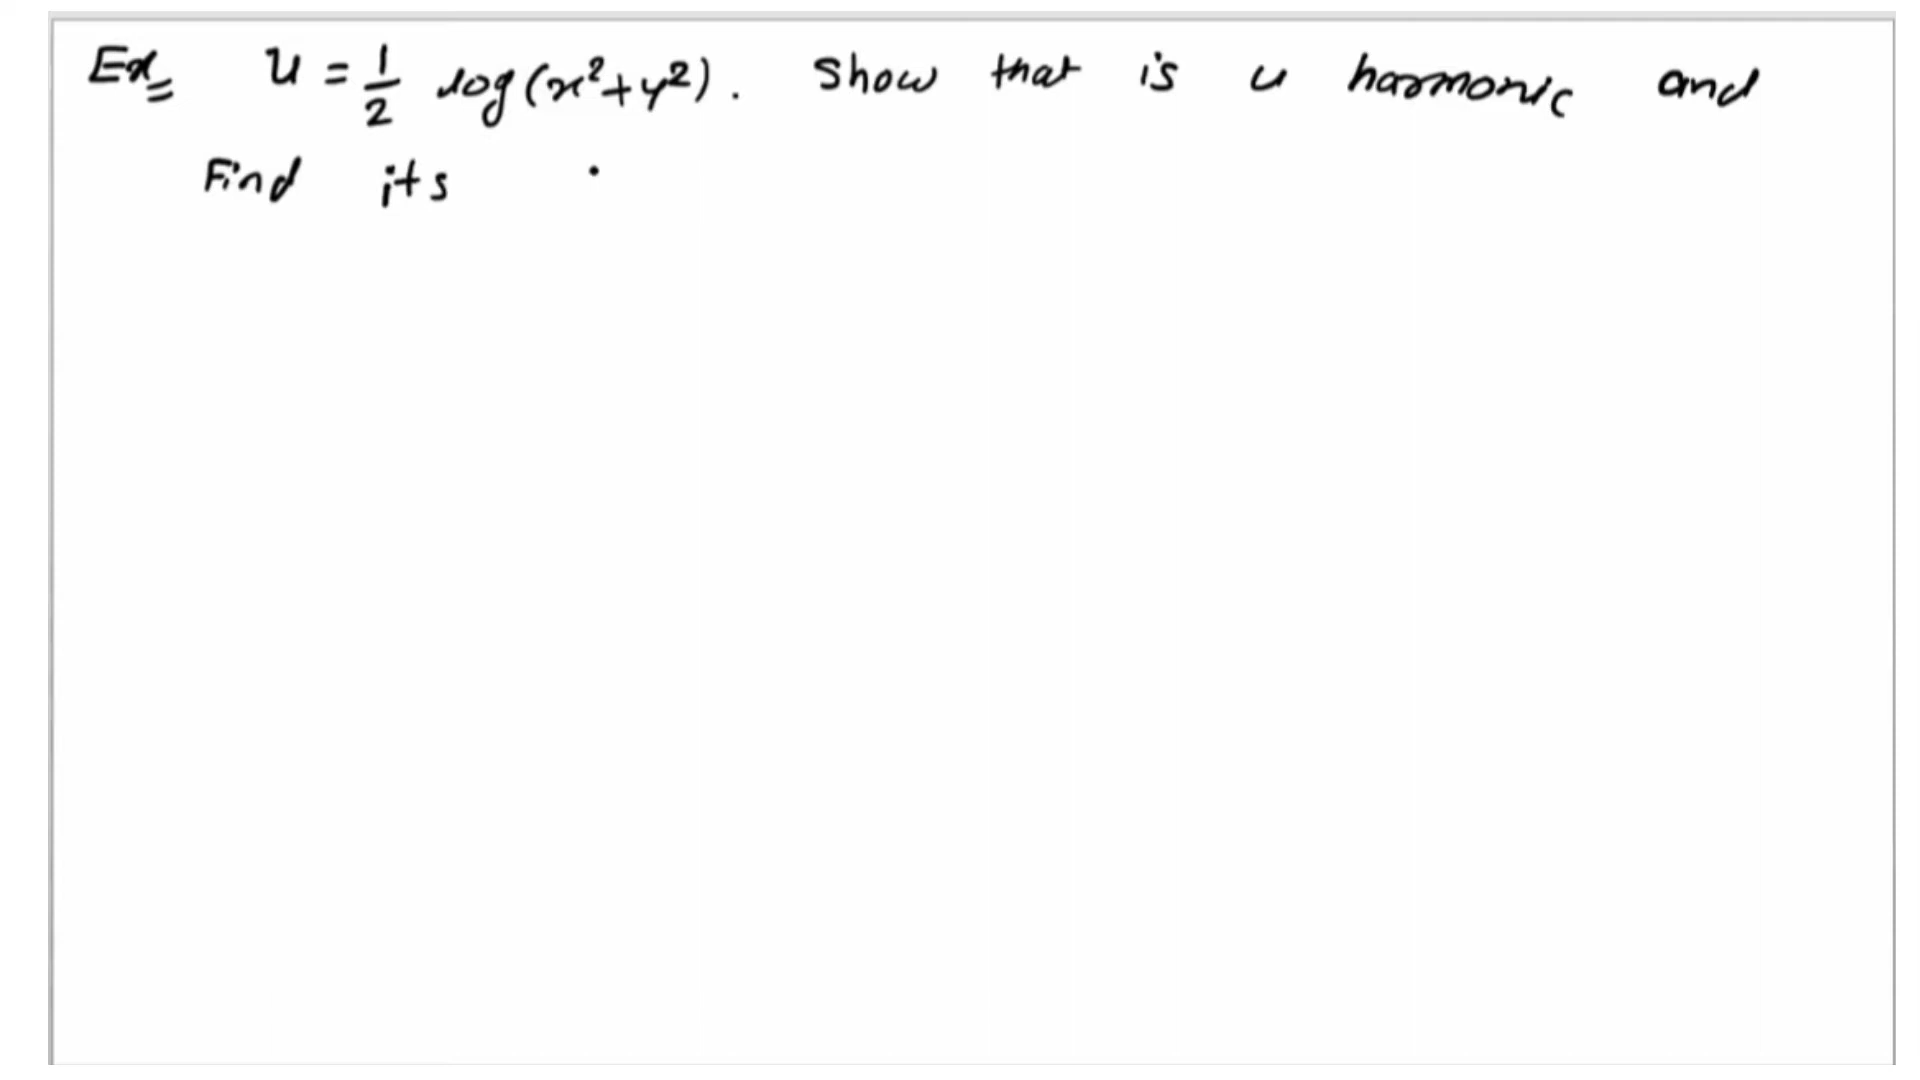 Ex u = 1/2 log(x²+y²). Show that is u harmonic and
Find its